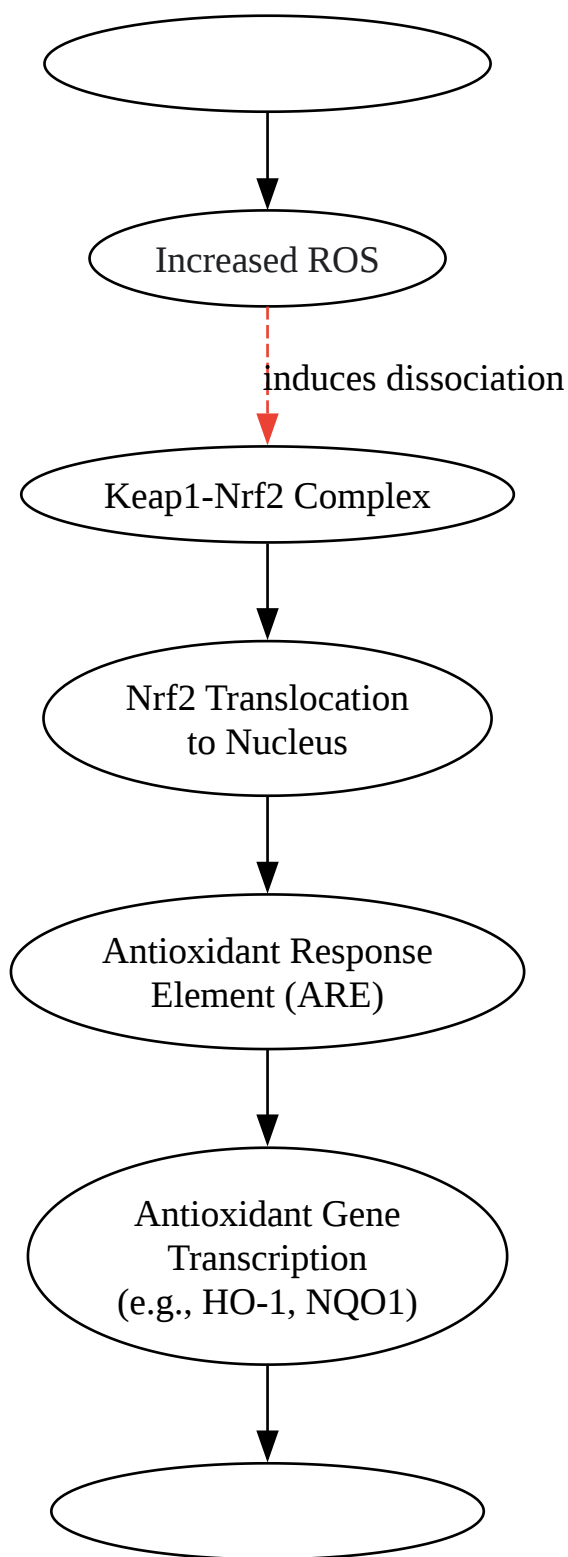 Increased ROS
induces dissociation
Keap1-Nrf2 Complex
Nrf2 Translocation
to Nucleus
Antioxidant Response
Element (ARE)
Antioxidant Gene
Transcription
(e.g., HO-1, NQO1)